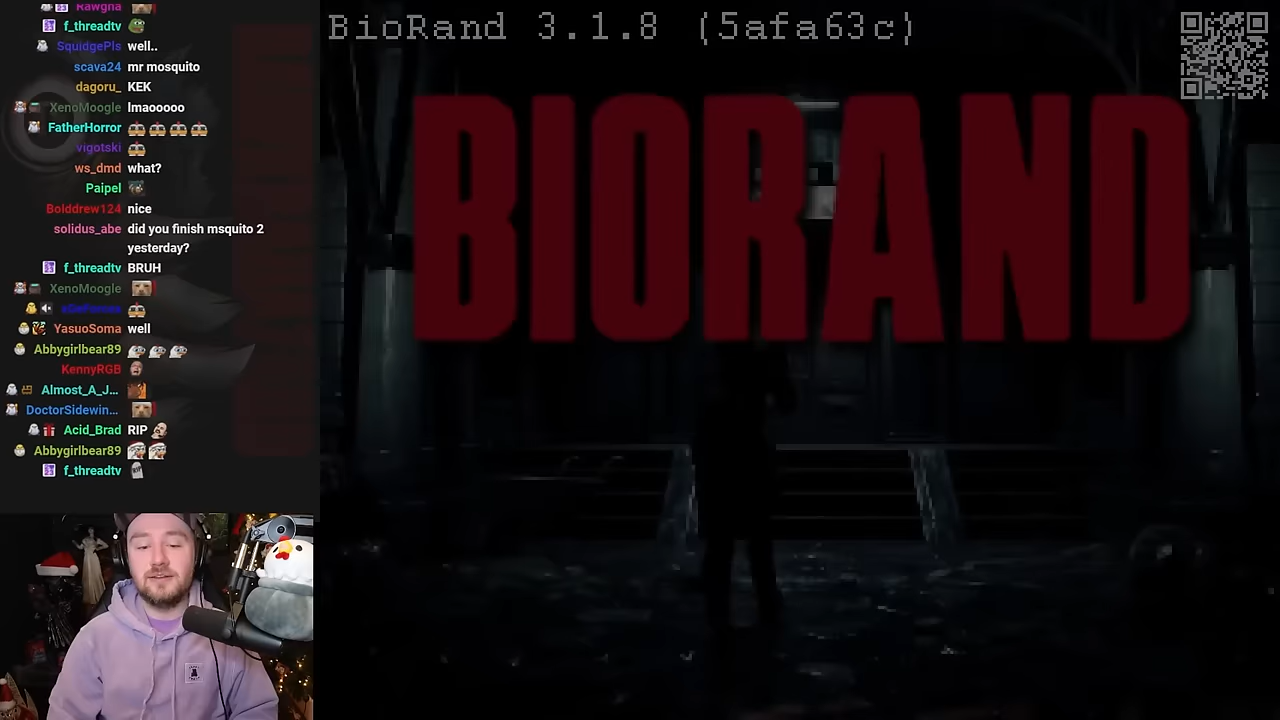 Rawgna
f_threadtv
SquidgePls well..
scava24 mr mosquito
dagoru_ KEK
XenoMoogle lmaooooo
FatherHorror
vigotski
ws_dmd what?
Paipel
Bolddrew124 nice
solidus_abe did you finish msquito 2
yesterday?
f_threadtv BRUH
XenoMoogle
YasuoSoma well
Abbygirlbear89
KennyRGB
Almost_A_J...
DoctorSidewin...
Acid_Brad RIP
Abbygirlbear89
f_threadtv
BioRand 3.1.8 (5afa63c)
BIORAND